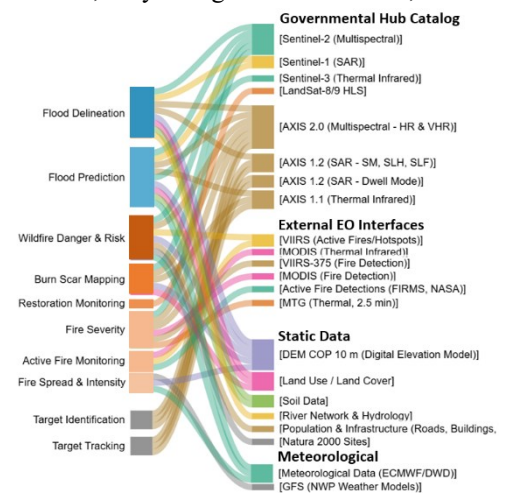 Governmental Hub Catalog
[Sentinel-2 (Multispectral)]
[Sentinel-1 (SAR)]
[Sentinel-3 (Thermal Infrared)]
[LandSat-8/9 HLS]
[AXIS 2.0 (Multispectral - HR & VHR)]
[AXIS 1.2 (SAR - SM, SLH, SLF)]
[AXIS 1.2 (SAR - Dwell Mode)]
[AXIS 1.1 (Thermal Infrared)]
External EO Interfaces
[VIIRS (Active Fires/Hotspots)]
[MODIS (Thermal Infrared)]
[VIIRS-375 (Fire Detection)]
[MODIS (Fire Detection)]
[Active Fire Detections (FIRMS, NASA)]
[MTG (Thermal, 2.5 min)]
Static Data
[DEM COP 10 m (Digital Elevation Model)]
[Land Use / Land Cover]
[Soil Data]
[River Network & Hydrology]
[Population & Infrastructure (Roads, Buildings,
[Natura 2000 Sites]
Meteorological
[Meteorological Data (ECMWF/DWD)]
[GFS (NWP Weather Models)]
Flood Delineation
Flood Prediction
Wildfire Danger & Risk
Burn Scar Mapping
Restoration Monitoring
Fire Severity
Active Fire Monitoring
Fire Spread & Intensity
Target Identification
Target Tracking